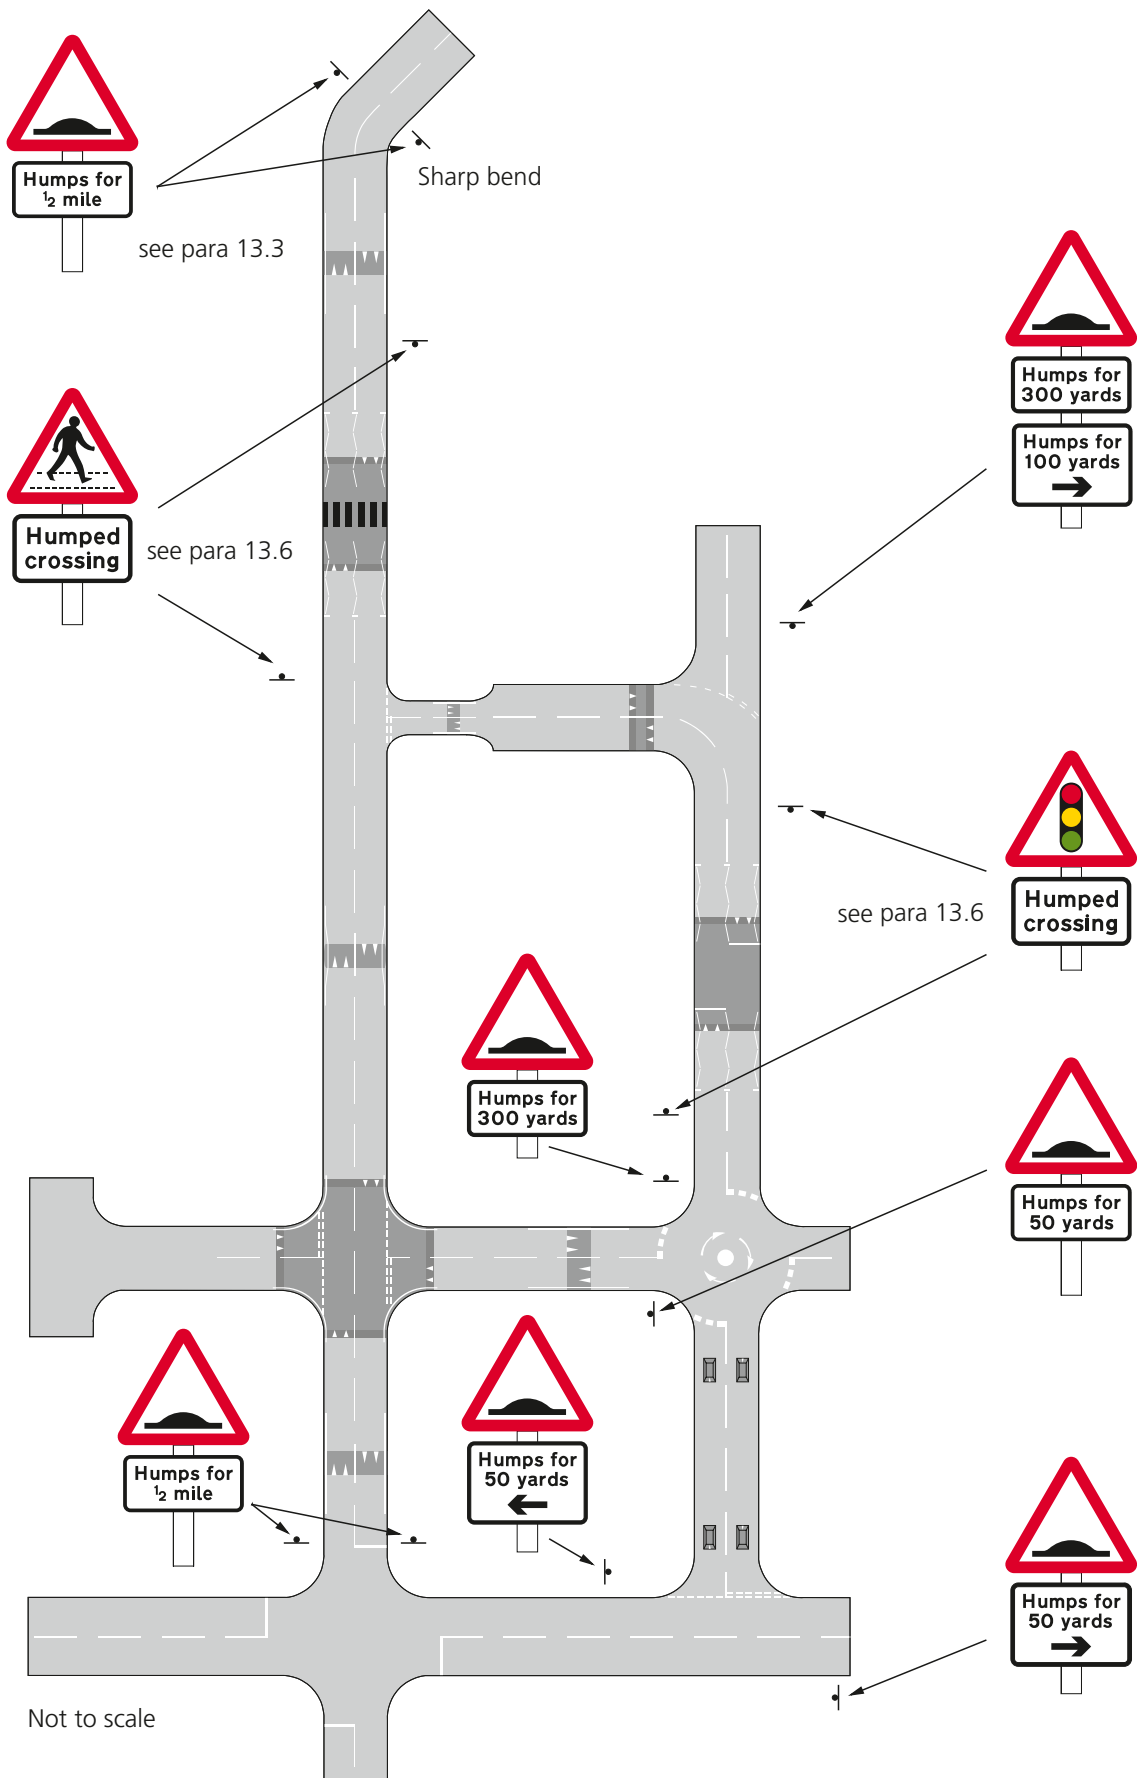 Humps for
1/2 mile
Sharp bend
see para 13.3
Humps for
300 yards
Humps for
100 yards
Humped
crossing
see para 13.6
Humped
crossing
see para 13.6
Humps for
300 yards
Humps for
50 yards
Humps for
1/2 mile
Humps for
50 yards
Humps for
50 yards
Not to scale